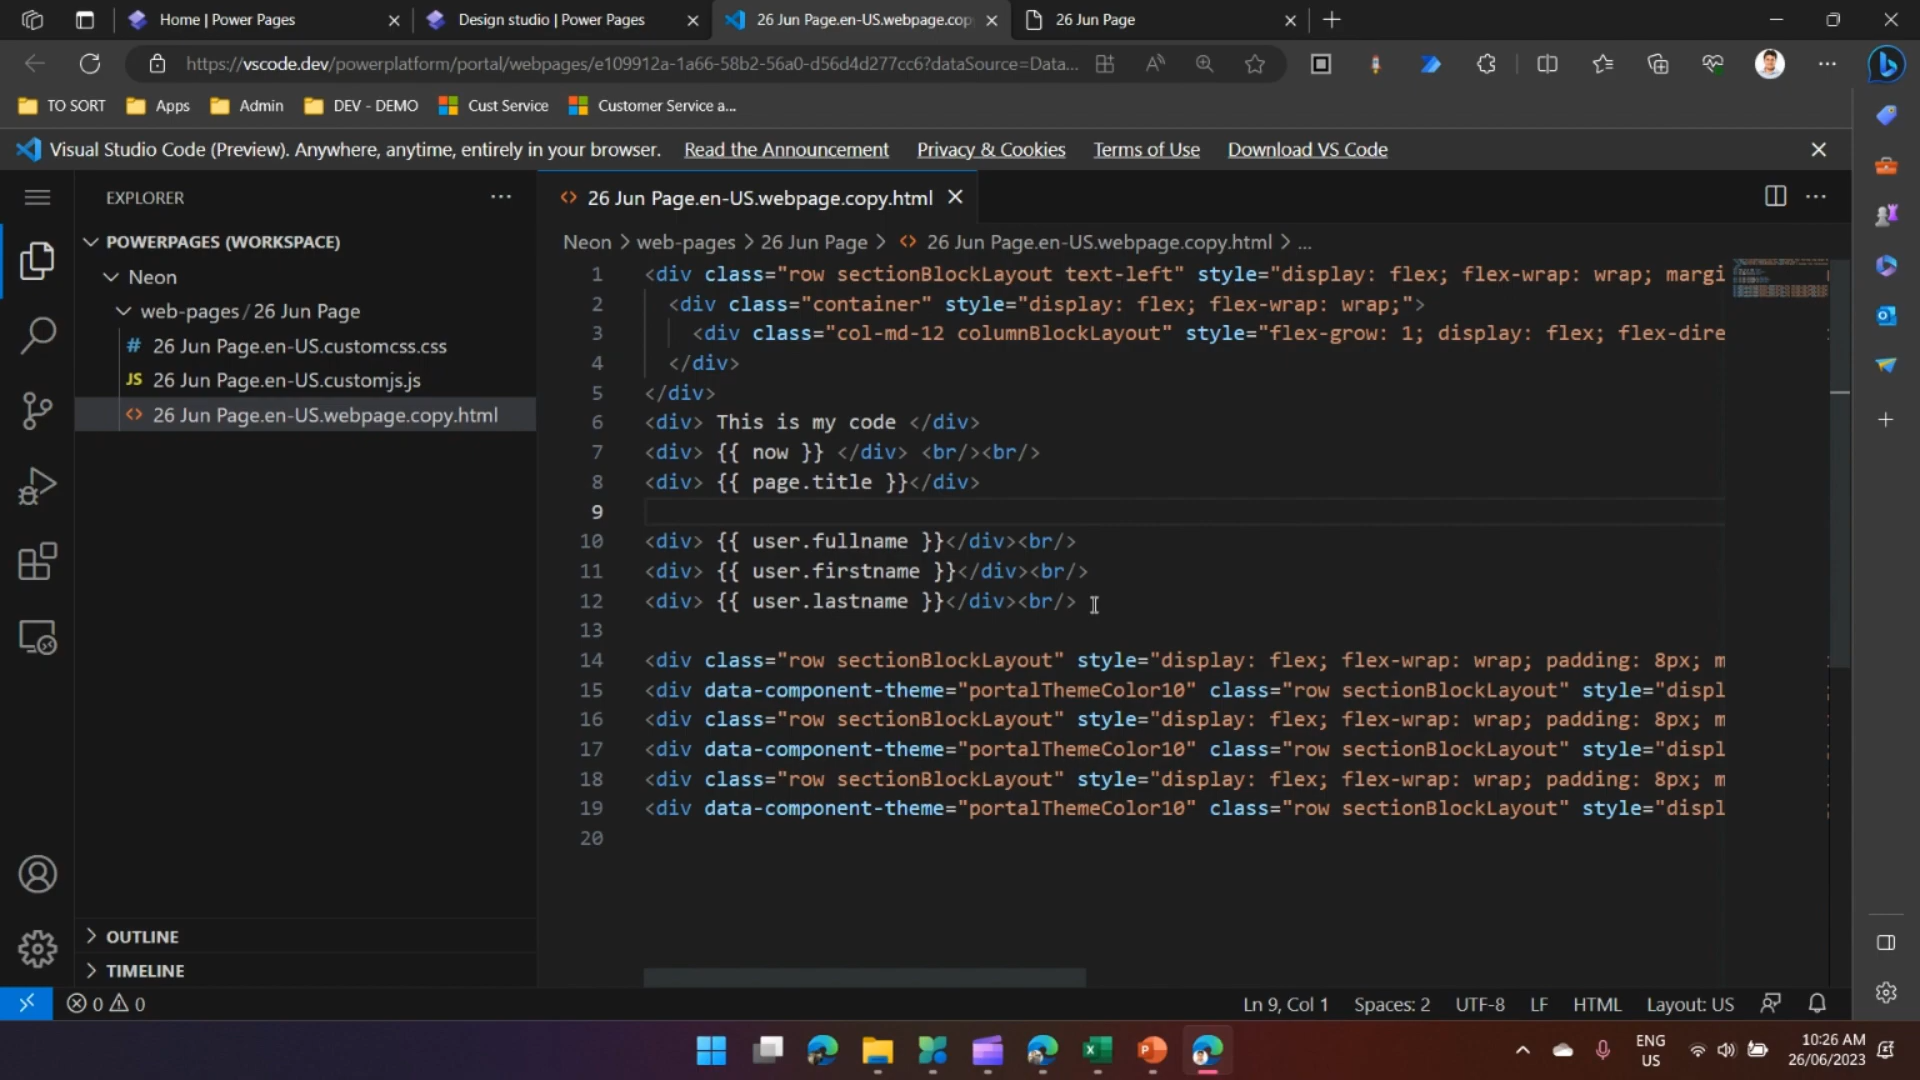 Home | Power Pages
Design studio | Power Pages
26 Jun Page.en-US.webpage.cop
26 Jun Page
https://vscode.dev/powerplatform/portal/webpages/e109912a-1a66-58b2-56a0-d56d4d277cc6?dataSource=Data...
TO SORT
Apps
Admin
DEV - DEMO
Cust Service
Customer Service a...
Visual Studio Code (Preview). Anywhere, anytime, entirely in your browser. Read the Announcement Privacy & Cookies Terms of Use Download VS Code
EXPLORER
26 Jun Page.en-US.webpage.copy.html
POWERPAGES (WORKSPACE)
Neon
web-pages / 26 Jun Page
# 26 Jun Page.en-US.customcss.css
JS 26 Jun Page.en-US.customjs.js
<> 26 Jun Page.en-US.webpage.copy.html
OUTLINE
TIMELINE
Neon > web-pages > 26 Jun Page > <> 26 Jun Page.en-US.webpage.copy.html > ...
1 <div class="row sectionBlockLayout text-left" style="display: flex; flex-wrap: wrap; margi
2 <div class="container" style="display: flex; flex-wrap: wrap;">
3 <div class="col-md-12 columnBlockLayout" style="flex-grow: 1; display: flex; flex-dire
4 </div>
5 </div>
6 <div> This is my code </div>
7 <div> {{ now }} </div> <br/><br/>
8 <div> {{ page.title }}</div>
9
10 <div> {{ user.fullname }}</div><br/>
11 <div> {{ user.firstname }}</div><br/>
12 <div> {{ user.lastname }}</div><br/>
13
14 <div class="row sectionBlockLayout" style="display: flex; flex-wrap: wrap; padding: 8px; m
15 <div data-component-theme="portalThemeColor10" class="row sectionBlockLayout" style="displ
16 <div class="row sectionBlockLayout" style="display: flex; flex-wrap: wrap; padding: 8px; m
17 <div data-component-theme="portalThemeColor10" class="row sectionBlockLayout" style="displ
18 <div class="row sectionBlockLayout" style="display: flex; flex-wrap: wrap; padding: 8px; m
19 <div data-component-theme="portalThemeColor10" class="row sectionBlockLayout" style="displ
20
0 0
Ln 9, Col 1 Spaces: 2 UTF-8 LF HTML Layout: US
ENG
US
10:26 AM
26/06/2023